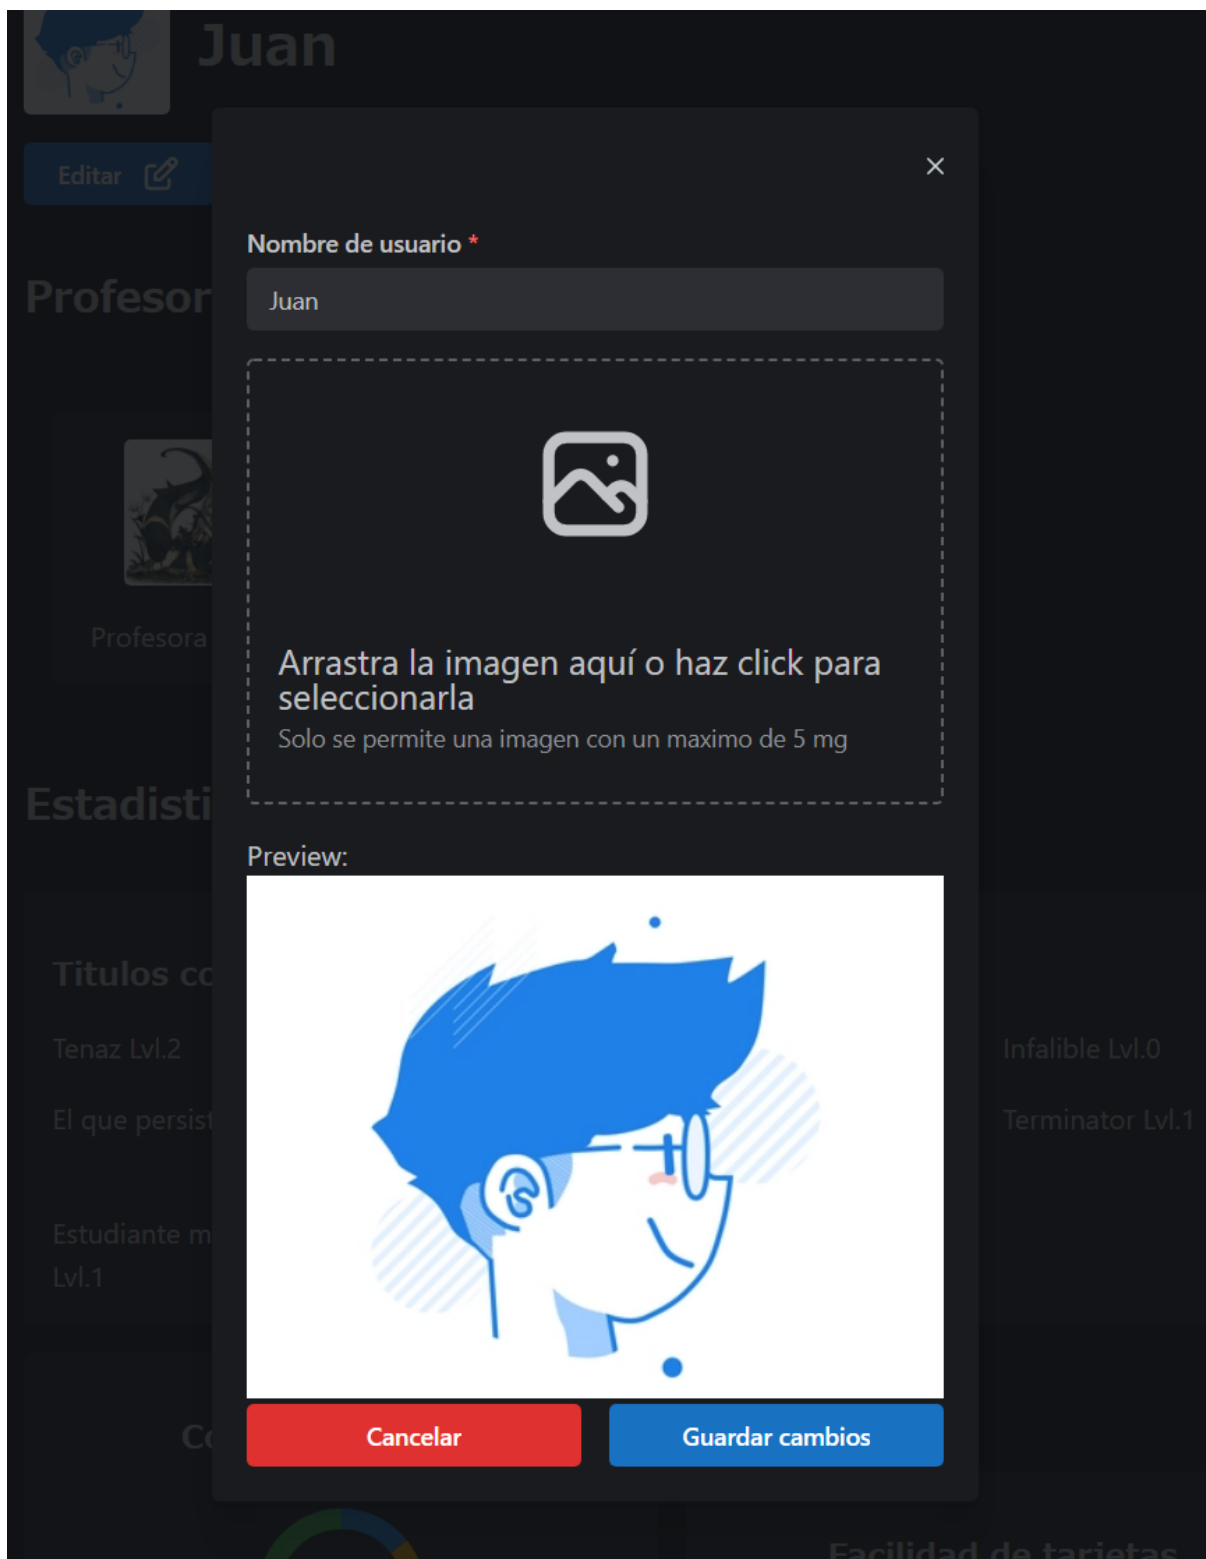 Juan
Editar
Nombre de usuario *
Juan
Profesor
Profesora
Arrastra la imagen aquí o haz click para
seleccionarla
Solo se permite una imagen con un maximo de 5 mg
Estadisti
Preview:
Titulos co
Tenaz Lvl.2
Infalible Lvl.0
El que persist
Terminator Lvl.1
Estudiante m
Lvl.1
Co
Cancelar
Guardar cambios
Facilidad de tarjetas